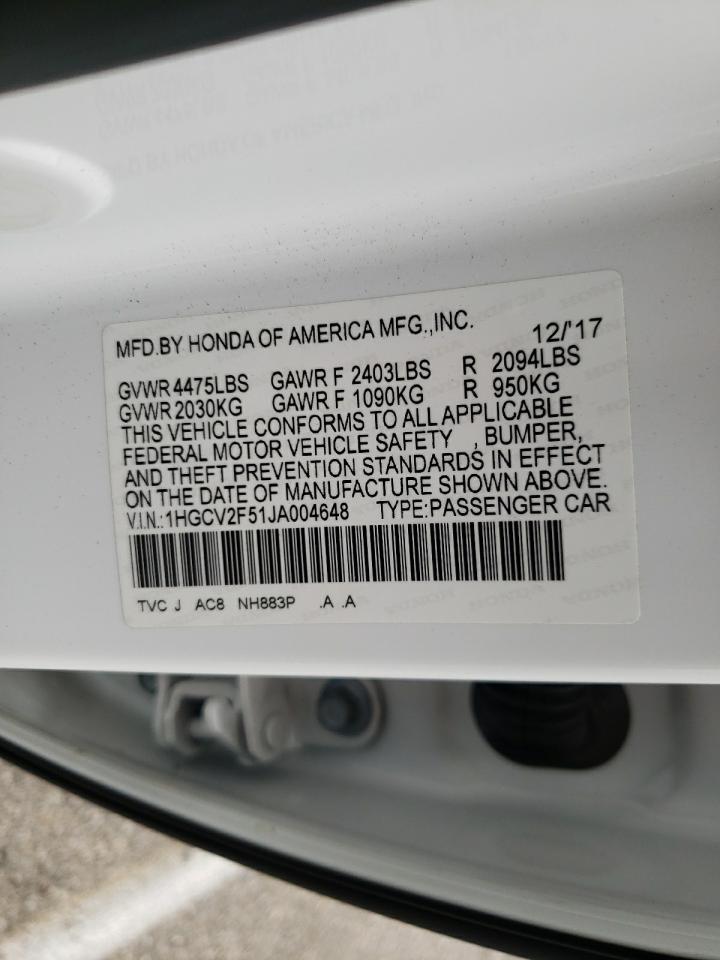 MFD.BY HONDA OF AMERICA MFG.,INC. 12/'17
GVWR 4475LBS GAWR F 2403LBS R 2094LBS
GVWR 2030KG GAWR F 1090KG R 950KG
THIS VEHICLE CONFORMS TO ALL APPLICABLE
FEDERAL MOTOR VEHICLE SAFETY , BUMPER,
AND THEFT PREVENTION STANDARDS IN EFFECT
ON THE DATE OF MANUFACTURE SHOWN ABOVE.
V.I.N.:1HGCV2F51JA004648 TYPE:PASSENGER CAR
TVC J AC8 NH883P .A .A